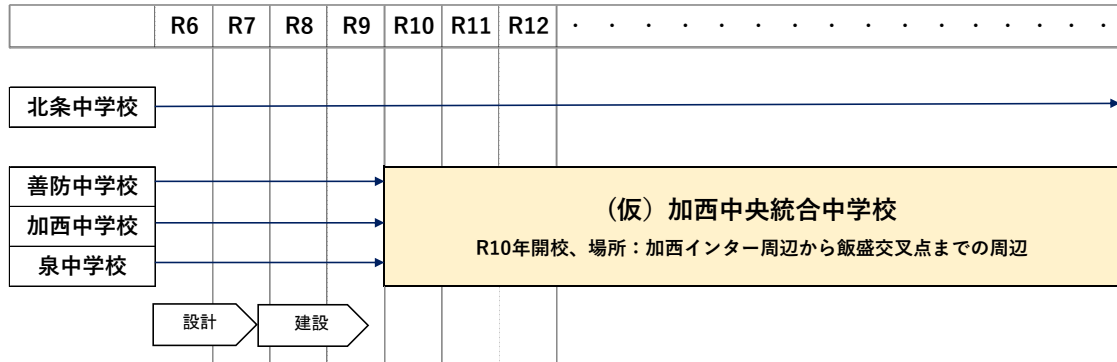 R6 R7 R8 R9 R10 R11 R12 ・ ・ ・ ・ ・ ・ ・ ・ ・ ・ ・ ・ ・ ・ ・
北条中学校
善防中学校
加西中学校
泉中学校
（仮）加西中央統合中学校
R10年開校、場所：加西インター周辺から飯盛交叉点までの周辺
設計 建設